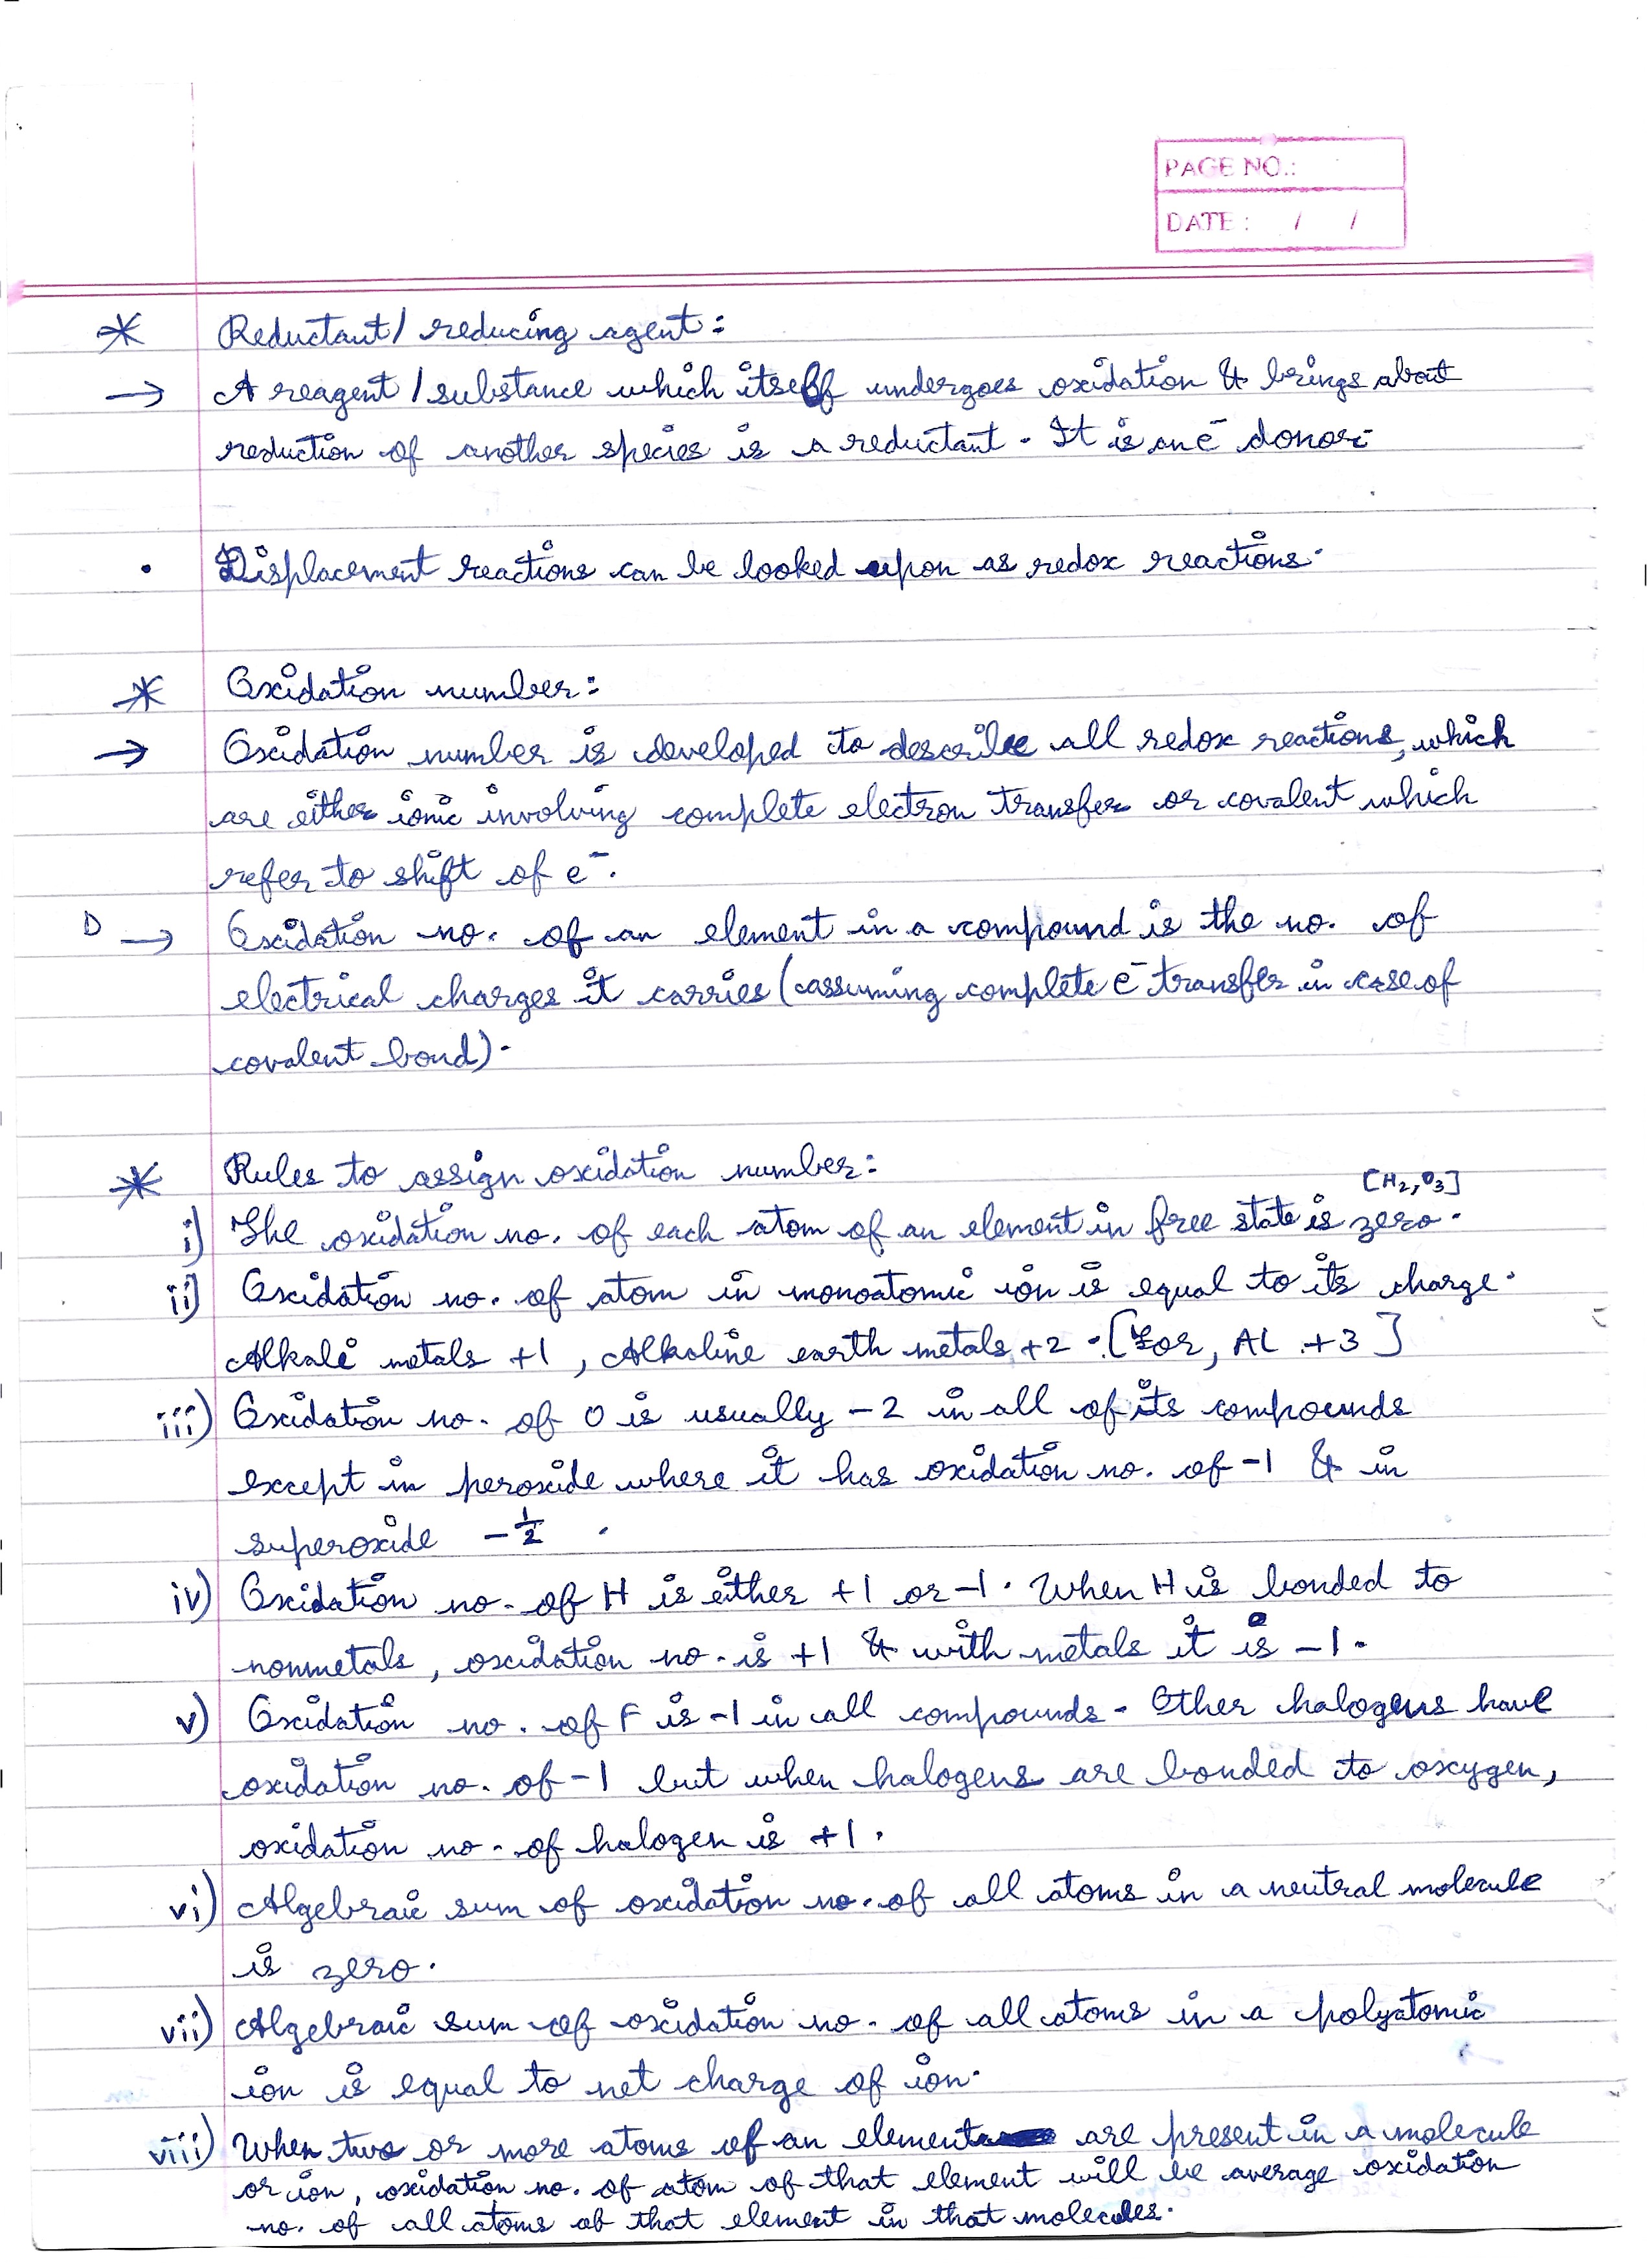 PAGE NO.:
DATE: / /
* Reductant / reducing agent:
→ A reagent / substance which itself undergoes oxidation & brings about
reduction of another species is a reductant. It is an e⁻ donor.
• Displacement reactions can be looked upon as redox reactions.
* Oxidation number:
→ Oxidation number is developed to describe all redox reactions, which
are either ionic involving complete electron transfer or covalent which
refer to shift of e⁻.
D → Oxidation no. of an element in a compound is the no. of
electrical charges it carries (assuming complete e⁻ transfer in case of
covalent bond).
* Rules to assign oxidation number:
[H₂, O₃]
i) The oxidation no. of each atom of an element in free state is zero.
ii) Oxidation no. of atom in monoatomic ion is equal to its charge.
Alkali metals +1, Alkaline earth metals +2. [For, Al +3]
iii) Oxidation no. of O is usually -2 in all of its compounds
except in peroxide where it has oxidation no. of -1 & in
superoxide -1/2.
iv) Oxidation no. of H is either +1 or -1. When H is bonded to
nonmetals, oxidation no. is +1 & with metals it is -1.
v) Oxidation no. of F is -1 in all compounds. Other halogens have
oxidation no. of -1 but when halogens are bonded to oxygen,
oxidation no. of halogen is +1.
vi) Algebraic sum of oxidation no. of all atoms in a neutral molecule
is zero.
vii) Algebraic sum of oxidation no. of all atoms in a polyatomic
ion is equal to net charge of ion.
viii) When two or more atoms of an element are present in a molecule
or ion, oxidation no. of atom of that element will be average oxidation
no. of all atoms of that element in that molecules.